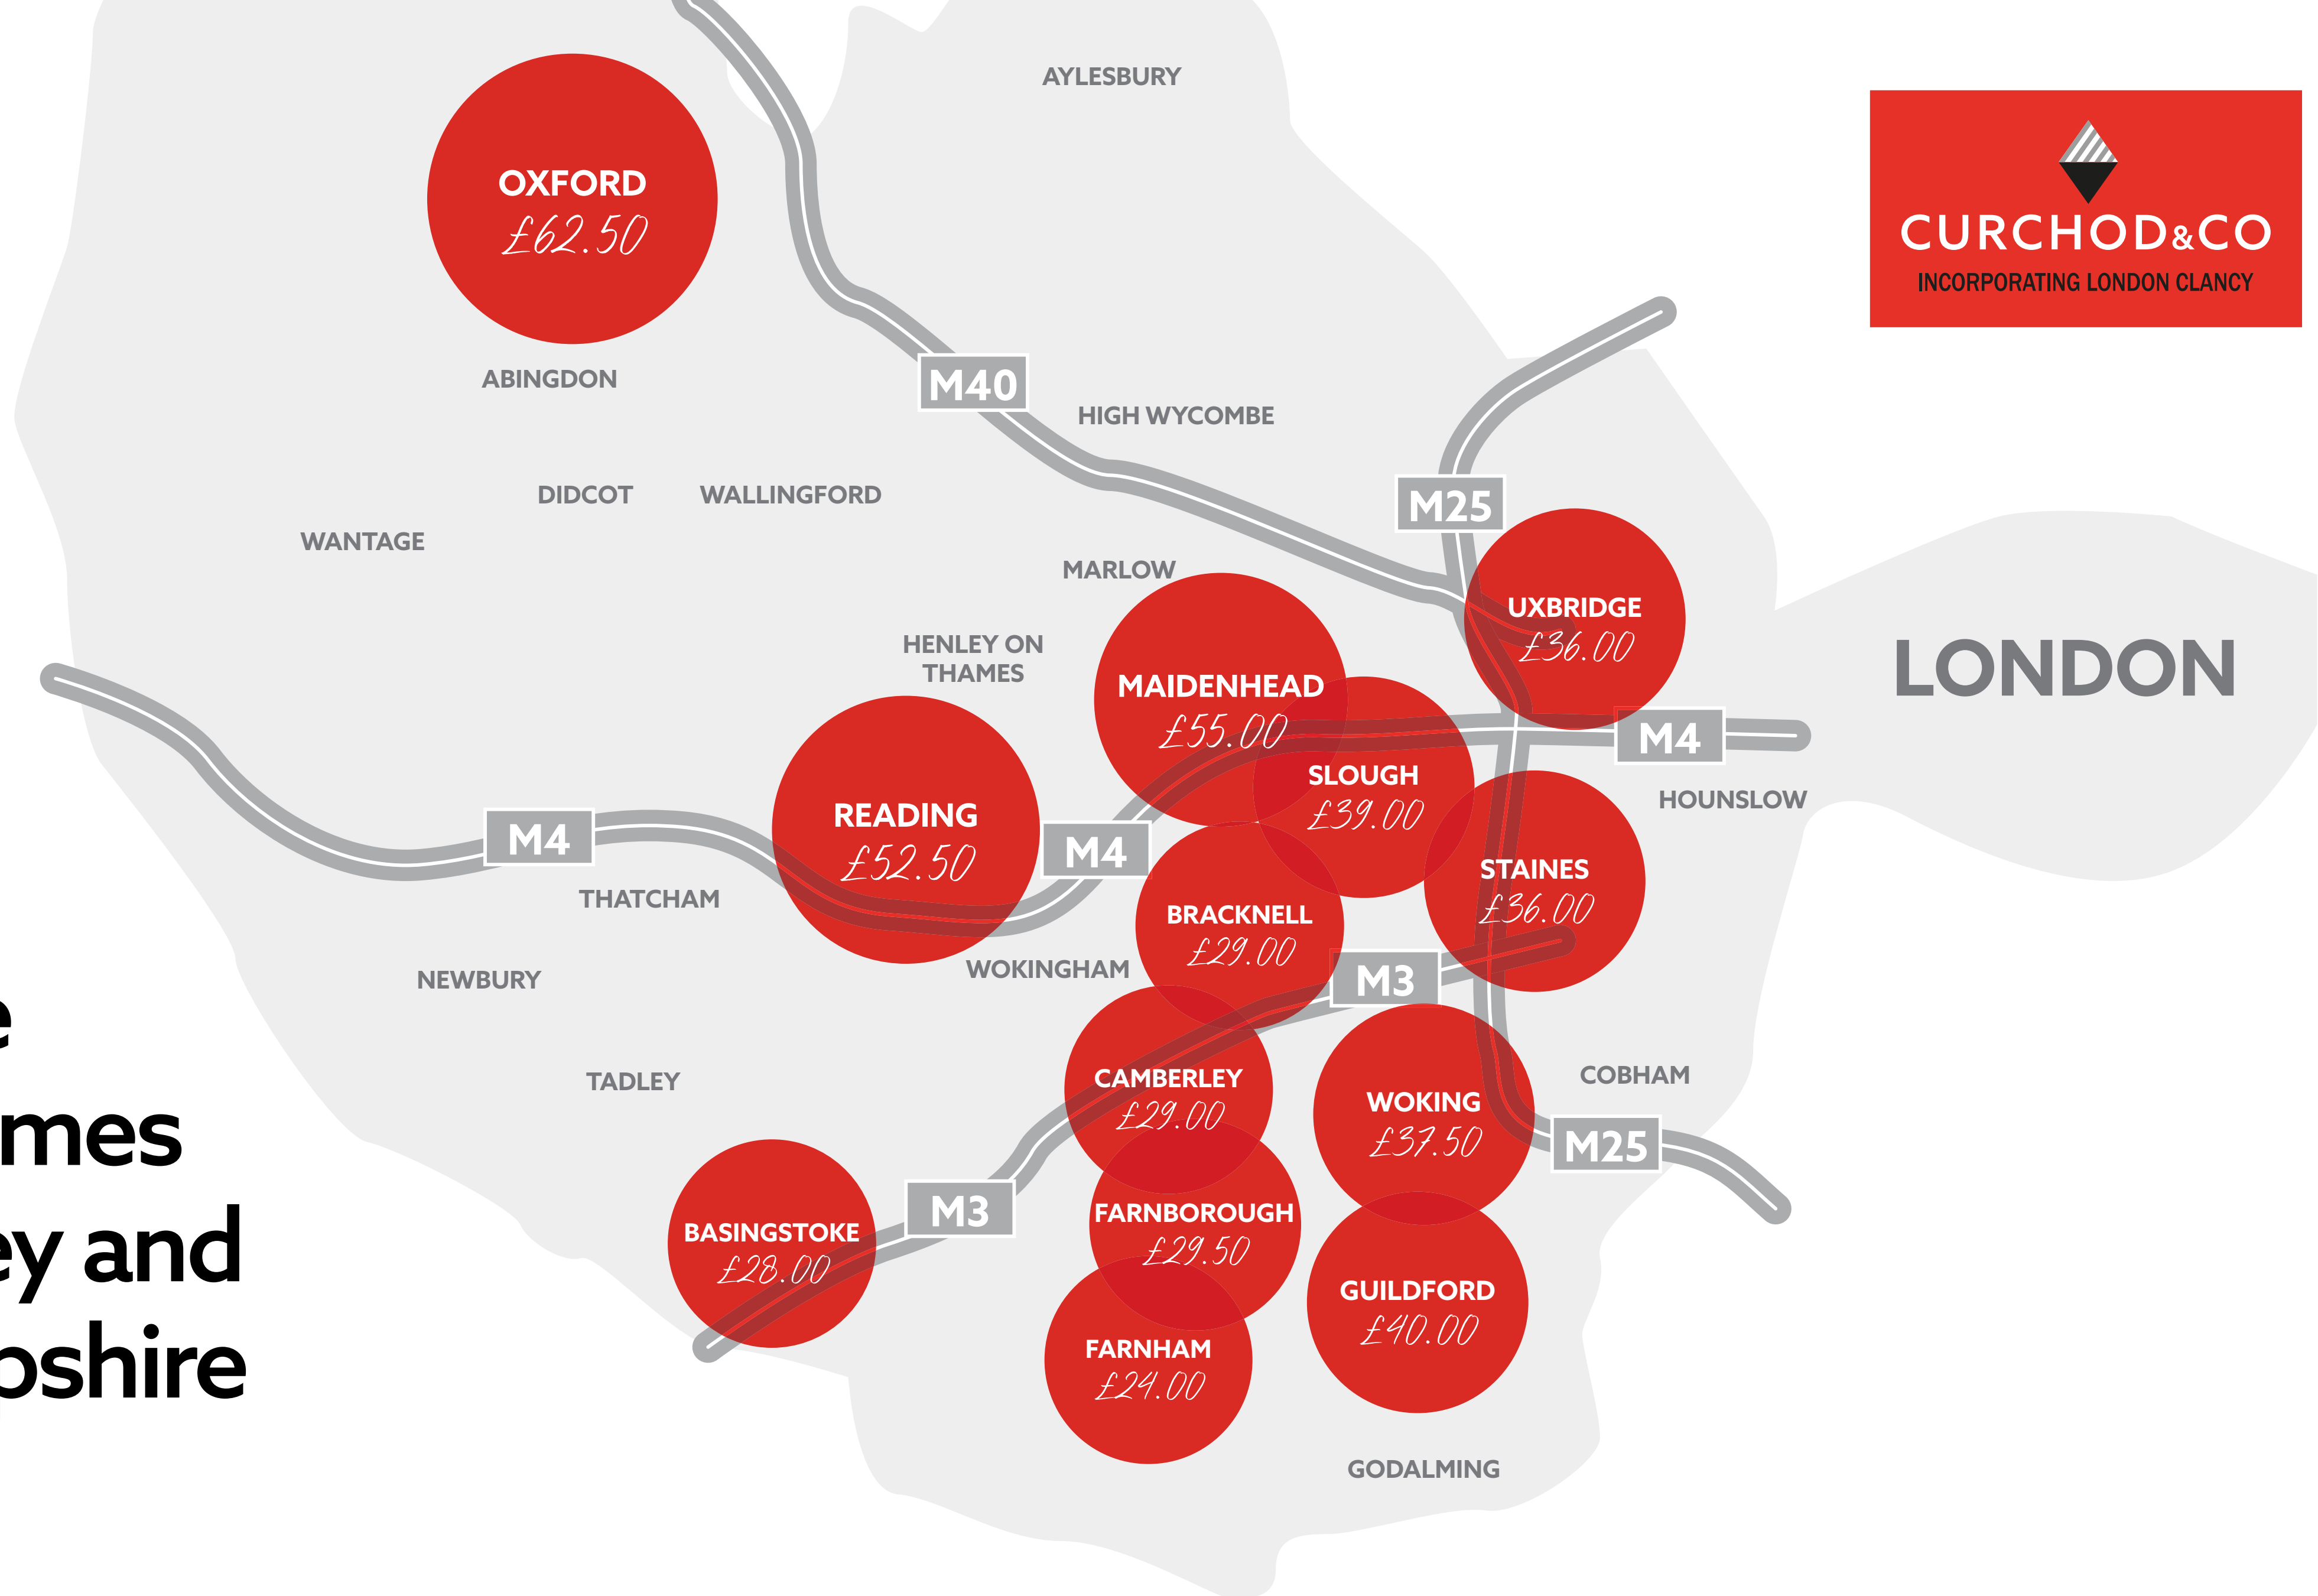 AYLESBURY
OXFORD
£62.50
CURCHOD&CO
INCORPORATING LONDON CLANCY
ABINGDON
M40
HIGH WYCOMBE
DIDCOT
WALLINGFORD
M25
WANTAGE
MARLOW
UXBRIDGE
£36.00
HENLEY ON
THAMES
LONDON
MAIDENHEAD
£55.00
M4
SLOUGH
£39.00
HOUNSLOW
READING
£52.50
M4
M4
STAINES
£36.00
THATCHAM
BRACKNELL
£29.00
WOKINGHAM
NEWBURY
M3
e
mes
ey and
pshire
TADLEY
CAMBERLEY
£29.00
WOKING
£37.50
COBHAM
M25
M3
FARNBOROUGH
£29.50
BASINGSTOKE
£28.00
GUILDFORD
£40.00
FARNHAM
£24.00
GODALMING